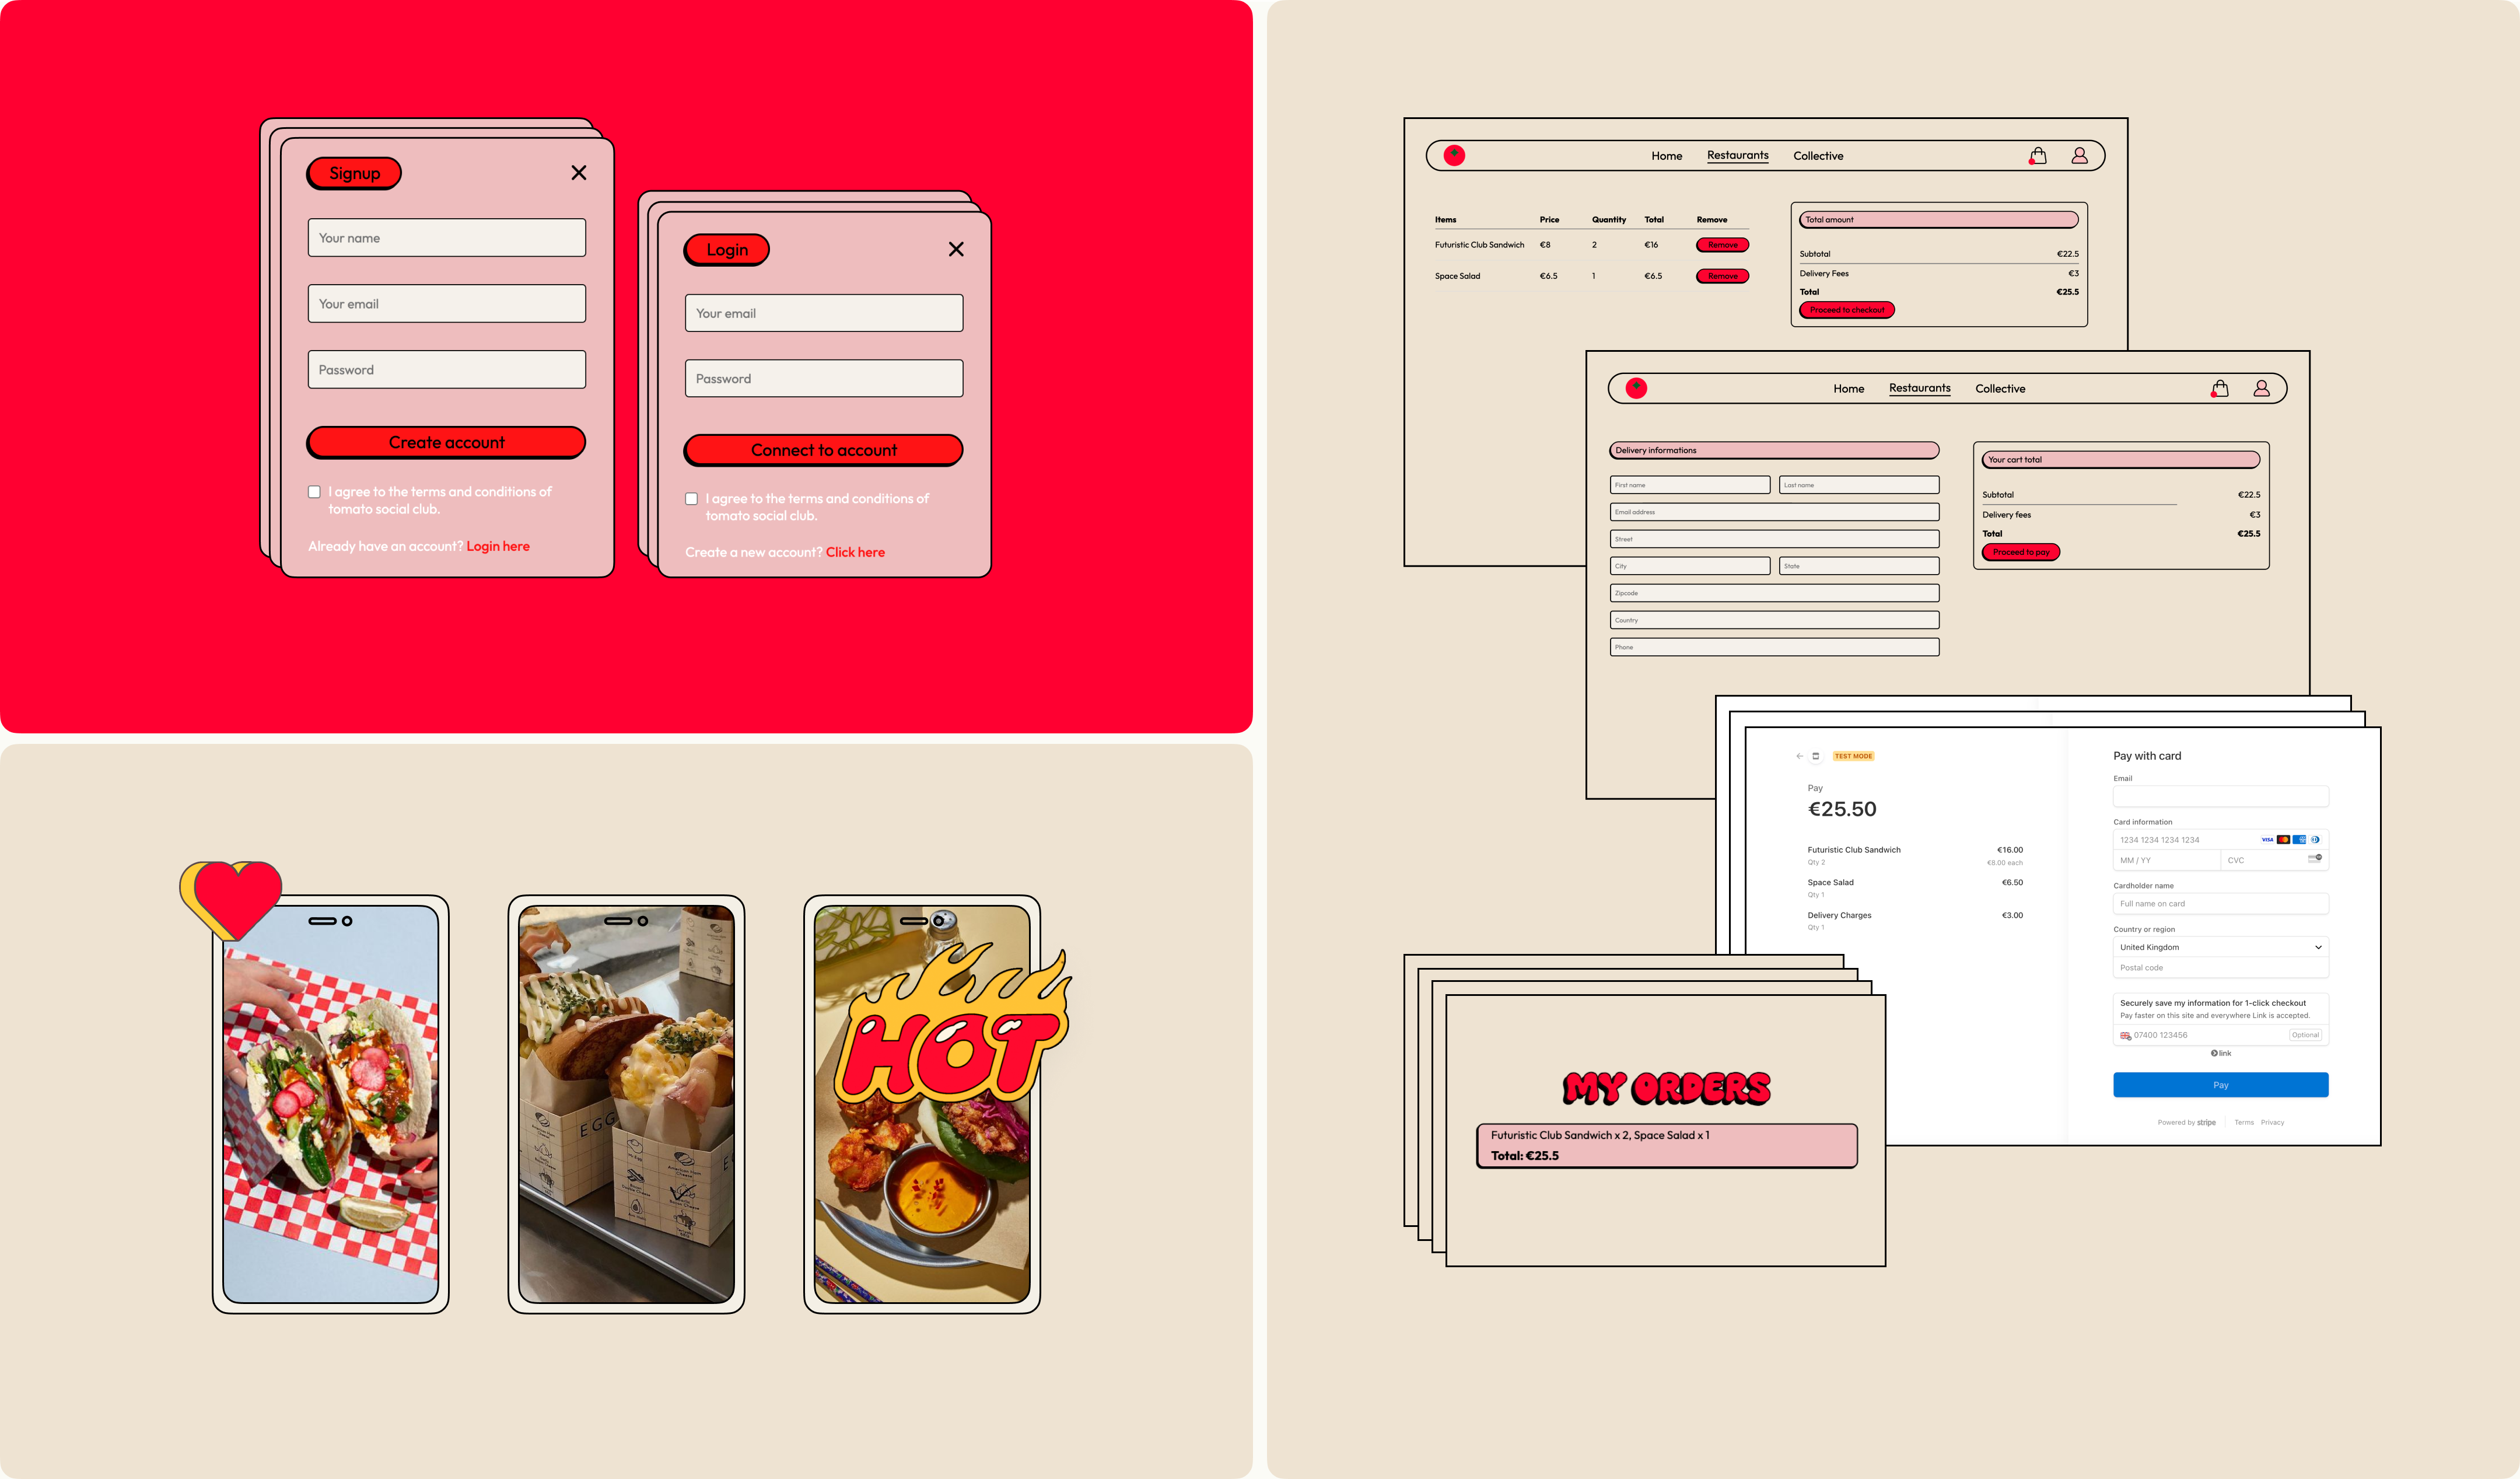 Signup
Your name
Your email
Password
Create account
I agree to the terms and conditions of
tomato social club.
Already have an account? Login here
Login
Your email
Password
Connect to account
I agree to the terms and conditions of
tomato social club.
Create a new account? Click here
EGG
HOT
Home Restaurants Collective
Items Price Quantity Total Remove
Futuristic Club Sandwich €8 2 €16 Remove
Space Salad €6.5 1 €6.5 Remove
Total amount
Subtotal €22.5
Delivery Fees €3
Total €25.5
Proceed to checkout
Home Restaurants Collective
Delivery informations
First name Last name
Email address
Street
City State
Zipcode
Country
Phone
Your cart total
Subtotal €22.5
Delivery fees €3
Total €25.5
Proceed to pay
TEST MODE
Pay
€25.50
Futuristic Club Sandwich €16.00
Qty 2 €8.00 each
Space Salad €6.50
Qty 1
Delivery Charges €3.00
Qty 1
Pay with card
Email
Card information
1234 1234 1234 1234 VISA
MM / YY CVC
Cardholder name
Full name on card
Country or region
United Kingdom
Postal code
Securely save my information for 1-click checkout
Pay faster on this site and everywhere Link is accepted.
07400 123456 Optional
link
Pay
Powered by stripe Terms Privacy
MY ORDERS
Futuristic Club Sandwich x 2, Space Salad x 1
Total: €25.5